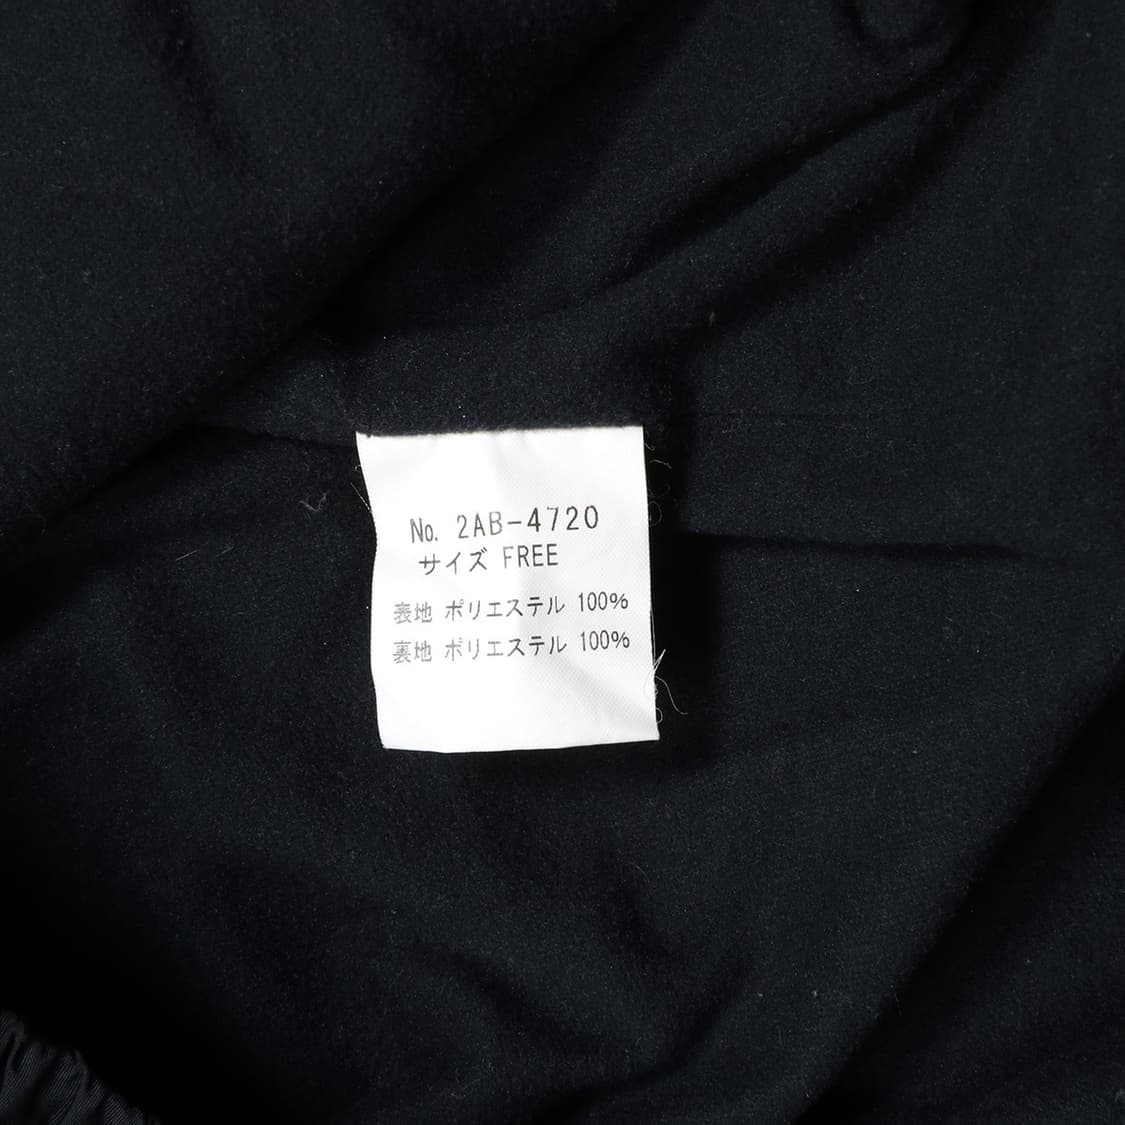 No. 2AB-4720
サイズ FREE
表地 ポリエステル 100%
裏地 ポリエステル 100%